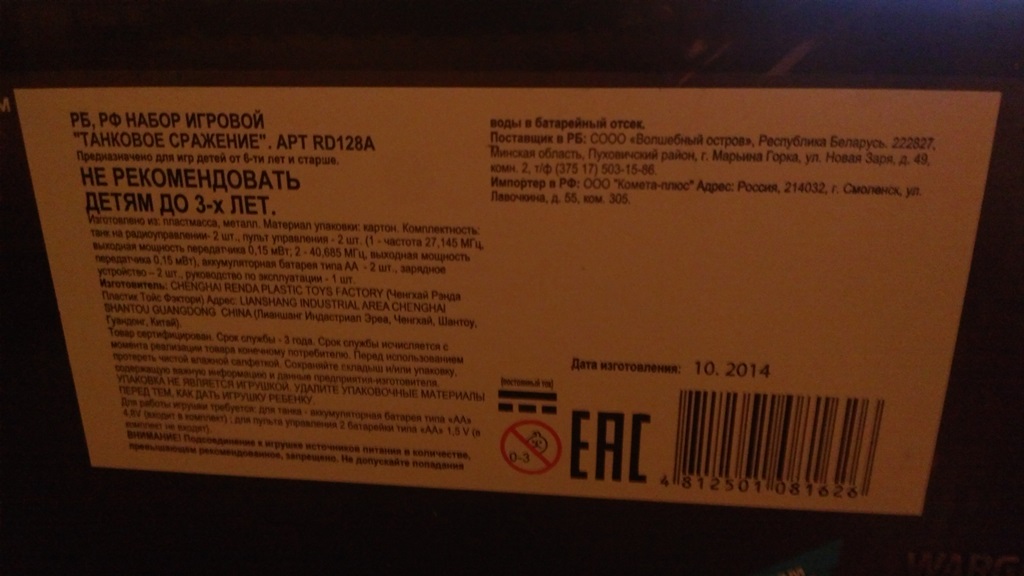 РБ, РФ НАБОР ИГРОВОЙ
"ТАНКОВОЕ СРАЖЕНИЕ". АРТ RD128A
Предназначено для игр детей от 6-ти лет и старше.
НЕ РЕКОМЕНДОВАТЬ
ДЕТЯМ ДО 3-х ЛЕТ.
Изготовлено из: пластмасса, металл. Материал упаковки: картон. Комплектность:
танк на радиоуправлении- 2 шт., пульт управления - 2 шт. (1 - частота 27,145 МГц,
выходная мощность передатчика 0,15 мВт; 2 - 40,685 МГц, выходная мощность
передатчика 0,15 мВт), аккумуляторная батарея типа АА - 2 шт., зарядное
устройство – 2 шт., руководство по эксплуатации - 1 шт.
Изготовитель: CHENGHAI RENDA PLASTIC TOYS FACTORY (Ченгхай Ранда
Пластик Тойс Фэктори) Адрес: LIANSHANG INDUSTRIAL AREA CHENGHAI
SHANTOU GUANGDONG CHINA (Лианшанг Индастриал Эреа, Ченгхай, Шантоу,
Гуандонг, Китай).
Товар сертифицирован. Срок службы - 3 года. Срок службы исчисляется с
момента реализации товара конечному потребителю. Перед использованием
протереть чистой влажной салфеткой. Сохраняйте складыш и/или упаковку,
содержащую важную информацию и данные предприятия-изготовителя.
УПАКОВКА НЕ ЯВЛЯЕТСЯ ИГРУШКОЙ. УДАЛИТЕ УПАКОВОЧНЫЕ МАТЕРИАЛЫ
ПЕРЕД ТЕМ, КАК ДАТЬ ИГРУШКУ РЕБЕНКУ.
Для работы игрушки требуется: для танка - аккумуляторная батарея типа «АА»
4,8V (входит в комплект) ; для пульта управления 2 батарейки типа «АА» 1,5 V (в
комплект не входят).
ВНИМАНИЕ! Подсоединение к игрушке источников питания в количестве,
превышающем рекомендованное, запрещено. Не допускайте попадания
воды в батарейный отсек.
Поставщик в РБ: СООО «Волшебный остров», Республика Беларусь. 222827,
Минская область, Пуховичский район, г. Марьина Горка, ул. Новая Заря, д. 49,
комн. 2, т/ф (375 17) 503-15-86.
Импортер в РФ: ООО "Комета-плюс" Адрес: Россия, 214032, г. Смоленск, ул.
Лавочкина, д. 55, ком. 305.
Дата изготовления: 10. 2014
(постоянный ток)
0-3
EAC
4 812501 081626
WARG